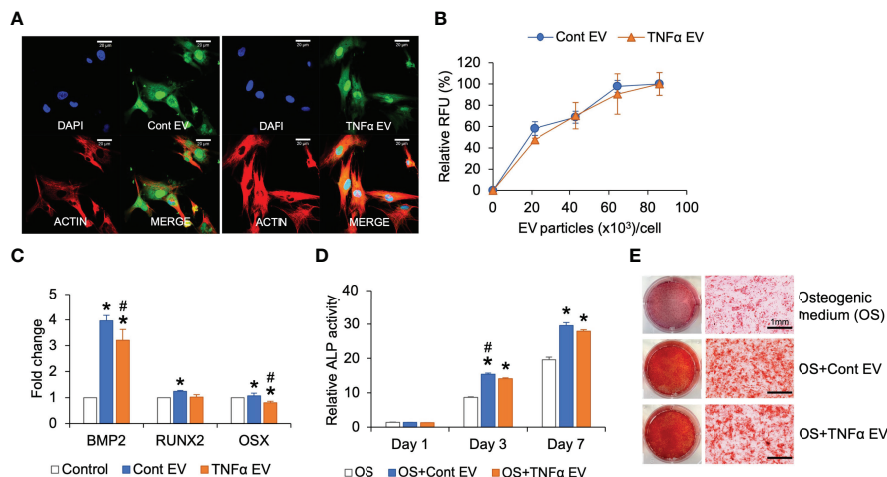 A
20 μm
20 μm
20 μm
20 μm
DAPI
Cont EV
DAPI
TNFα EV
20 μm
20 μm
20 μm
20 μm
ACTIN
MERGE
ACTIN
MERGE
B
Cont EV
TNFα EV
Relative RFU (%)
120
100
80
60
40
20
0
0
20
40
60
80
100
EV particles (x10³)/cell
C
Fold change
5
4
3
2
1
0
*
#
*
*
*
#
*
BMP2
RUNX2
OSX
Control
Cont EV
TNFα EV
D
Relative ALP activity
40
30
20
10
0
#
*
*
*
*
Day 1
Day 3
Day 7
OS
OS+Cont EV
OS+TNFα EV
E
Osteogenic
medium (OS)
1mm
OS+Cont EV
OS+TNFα EV